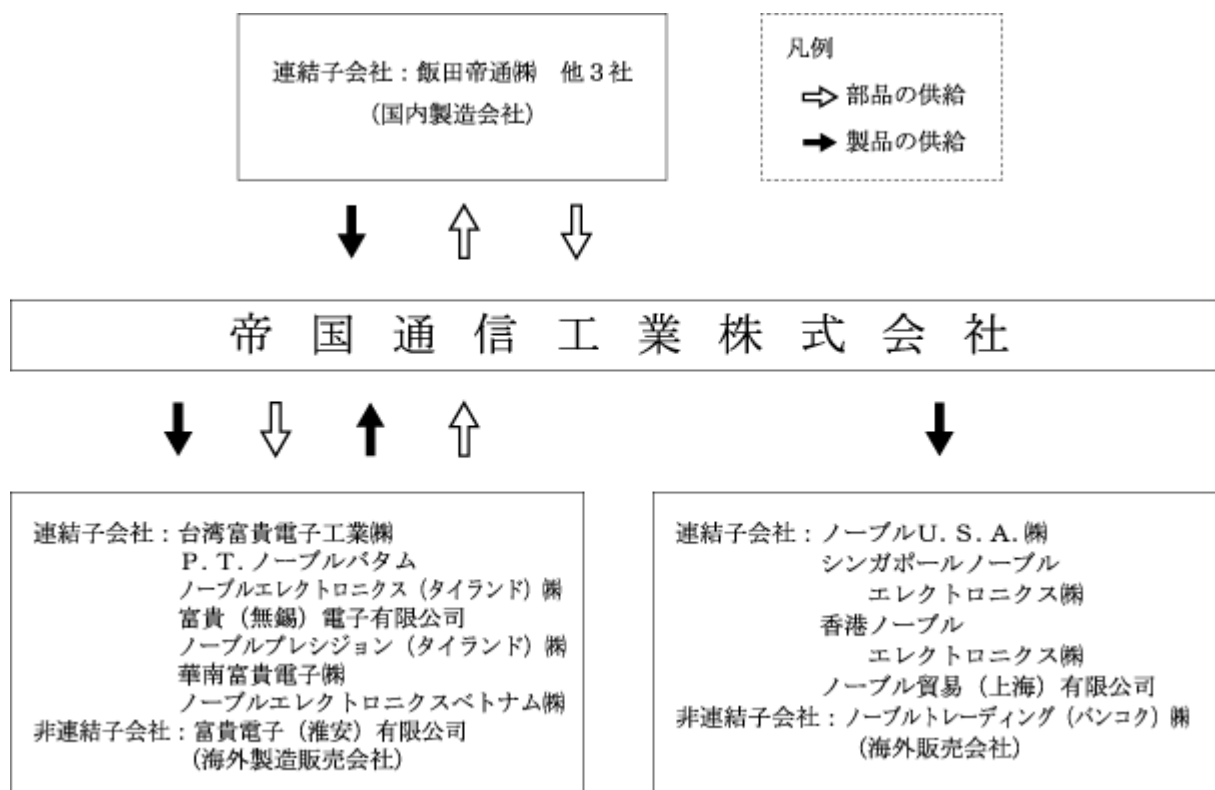 連結子会社：飯田帝通㈱　他３社
（国内製造会社）
凡例
部品の供給
製品の供給
帝国通信工業株式会社
連結子会社：台湾富貴電子工業㈱
Ｐ．Ｔ．ノーブルバタム
ノーブルエレクトロニクス（タイランド）㈱
富貴（無錫）電子有限公司
ノーブルプレシジョン（タイランド）㈱
華南富貴電子㈱
ノーブルエレクトロニクスベトナム㈱
非連結子会社：富貴電子（淮安）有限公司
（海外製造販売会社）
連結子会社：ノーブルＵ．Ｓ．Ａ．㈱
シンガポールノーブル
エレクトロニクス㈱
香港ノーブル
エレクトロニクス㈱
ノーブル貿易（上海）有限公司
非連結子会社：ノーブルトレーディング（バンコク）㈱
（海外販売会社）